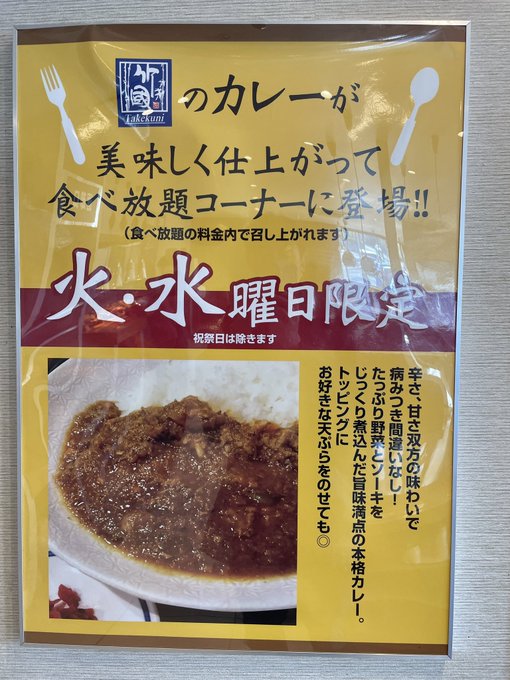 竹國
Takekuni
のカレーが
美味しく仕上がって
食べ放題コーナーに登場!!
(食べ放題の料金内で召し上がれます)
火・水曜日限定
祝祭日は除きます
辛さ、甘さ双方の味わいで
病みつき間違いなし!
たっぷり野菜とソーキを
じっくり煮込んだ旨味満点の本格カレー。
トッピングに
お好きな天ぷらをのせても◎